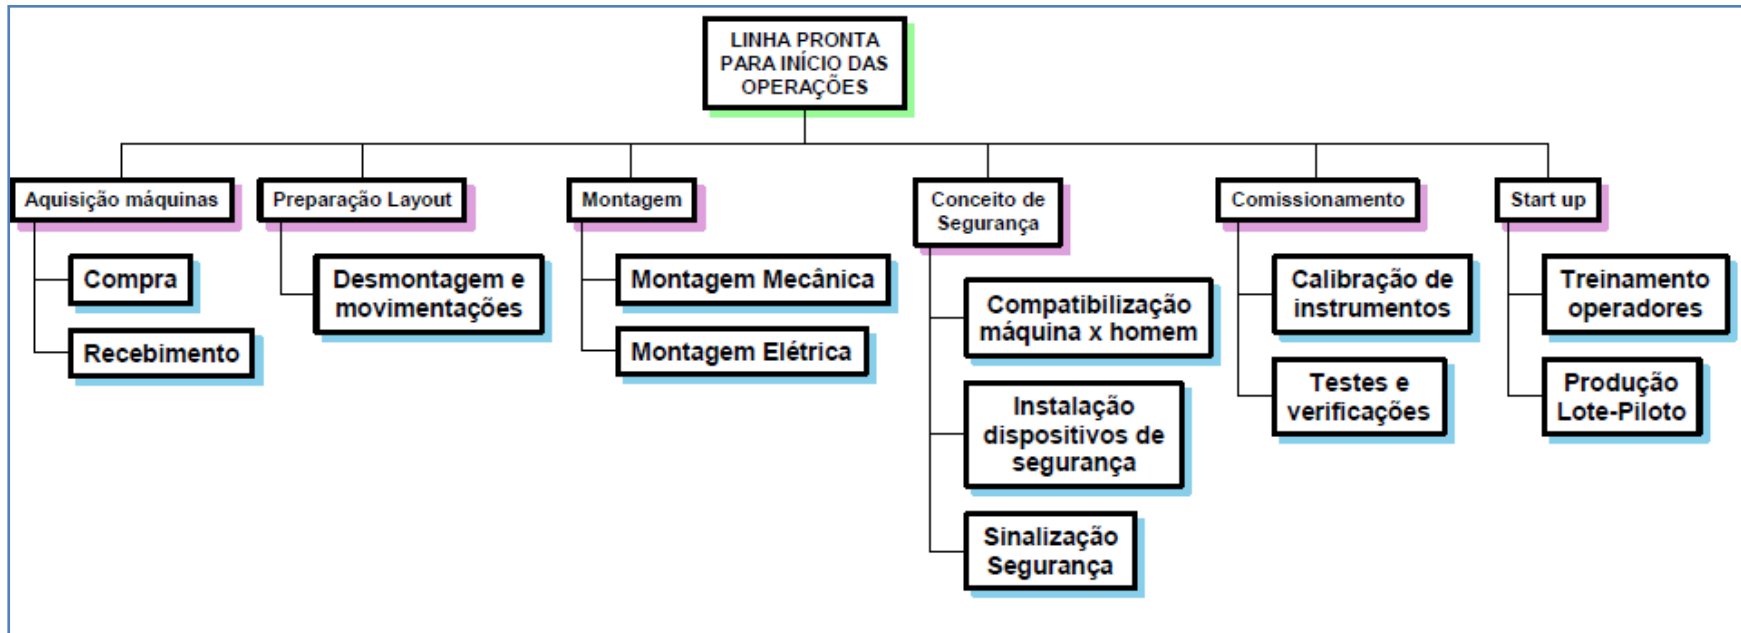 LINHA PRONTA
PARA INÍCIO DAS
OPERAÇÕES
Aquisição máquinas
Compra
Recebimento
Preparação Layout
Desmontagem e
movimentações
Montagem
Montagem Mecânica
Montagem Elétrica
Conceito de
Segurança
Compatibilização
máquina x homem
Instalação
dispositivos de
segurança
Sinalização
Segurança
Comissionamento
Calibração de
instrumentos
Testes e
verificações
Start up
Treinamento
operadores
Produção
Lote-Piloto